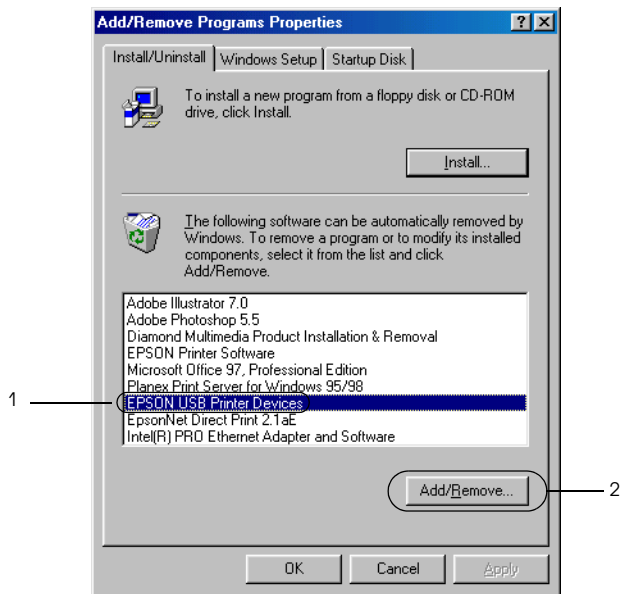 Add/Remove Programs Properties
Install/Uninstall Windows Setup Startup Disk
To install a new program from a floppy disk or CD-ROM
drive, click Install.
Install...
The following software can be automatically removed by
Windows. To remove a program or to modify its installed
components, select it from the list and click
Add/Remove.
Adobe Illustrator 7.0
Adobe Photoshop 5.5
Diamond Multimedia Product Installation & Removal
EPSON Printer Software
Microsoft Office 97, Professional Edition
Planex Print Server for Windows 95/98
1 EPSON USB Printer Devices
EpsonNet Direct Print 2.1aE
Intel(R) PRO Ethernet Adapter and Software
Add/Remove... 2
OK Cancel Apply